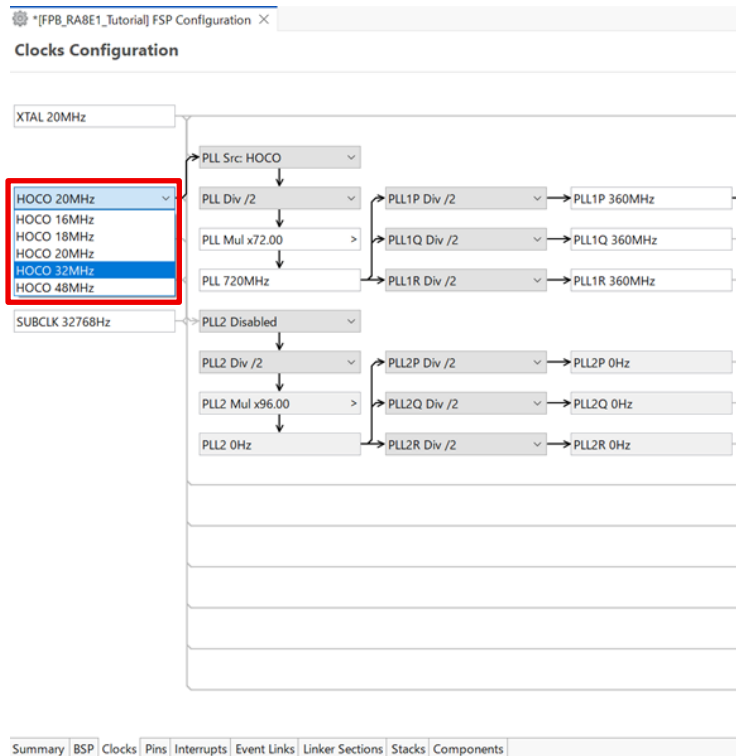 *[FPB_RA8E1_Tutorial] FSP Configuration
Clocks Configuration
XTAL 20MHz
PLL Src: HOCO
HOCO 20MHz
PLL Div /2
PLL1P Div /2
PLL1P 360MHz
HOCO 16MHz
HOCO 18MHz
HOCO 20MHz
HOCO 32MHz
HOCO 48MHz
PLL Mul x72.00
>
PLL1Q Div /2
PLL1Q 360MHz
PLL 720MHz
PLL1R Div /2
PLL1R 360MHz
SUBCLK 32768Hz
PLL2 Disabled
PLL2 Div /2
PLL2P Div /2
PLL2P 0Hz
PLL2 Mul x96.00
>
PLL2Q Div /2
PLL2Q 0Hz
PLL2 0Hz
PLL2R Div /2
PLL2R 0Hz
Summary BSP Clocks Pins Interrupts Event Links Linker Sections Stacks Components